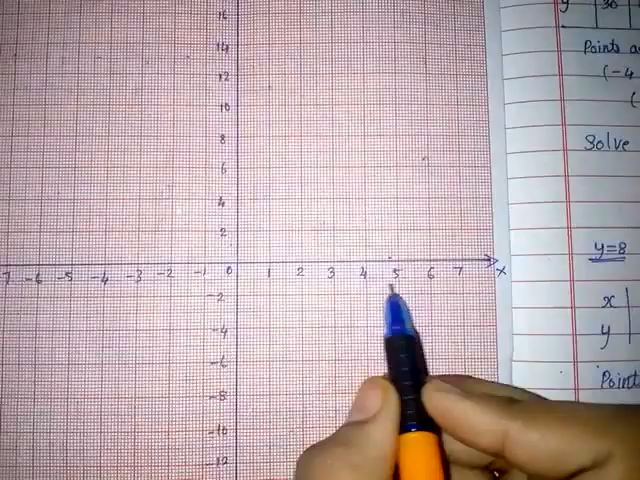 16
14
12
10
8
6
4
2
7 -6 -5 -4 -3 -2 -1 0 1 2 3 4 5 6 7 X
-2
-4
-6
-8
-10
-12
y 30
Points a
(-4
(
Solve
y=8
x
y
Point